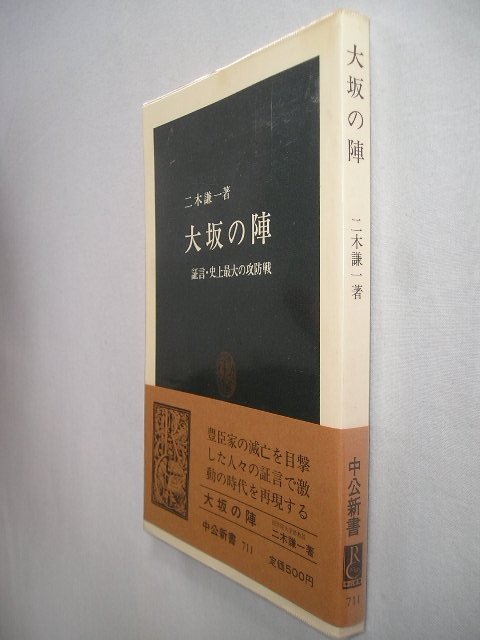 二木謙一著
大坂の陣
証言・史上最大の攻防戦
豊臣家の滅亡を目撃
した人々の証言で激
動の時代を再現する
大坂の陣
二木謙一著
中公新書 711
定価500円
大坂の陣
二木謙一著
中公新書
711